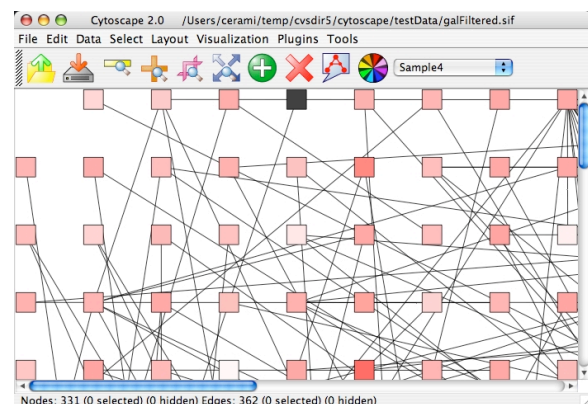 Cytoscape 2.0 /Users/cerami/temp/cvsdir5/cytoscape/testData/galFiltered.sif
File Edit Data Select Layout Visualization Plugins Tools
Sample4
Nodes: 331 (0 selected) (0 hidden) Edges: 362 (0 selected) (0 hidden)